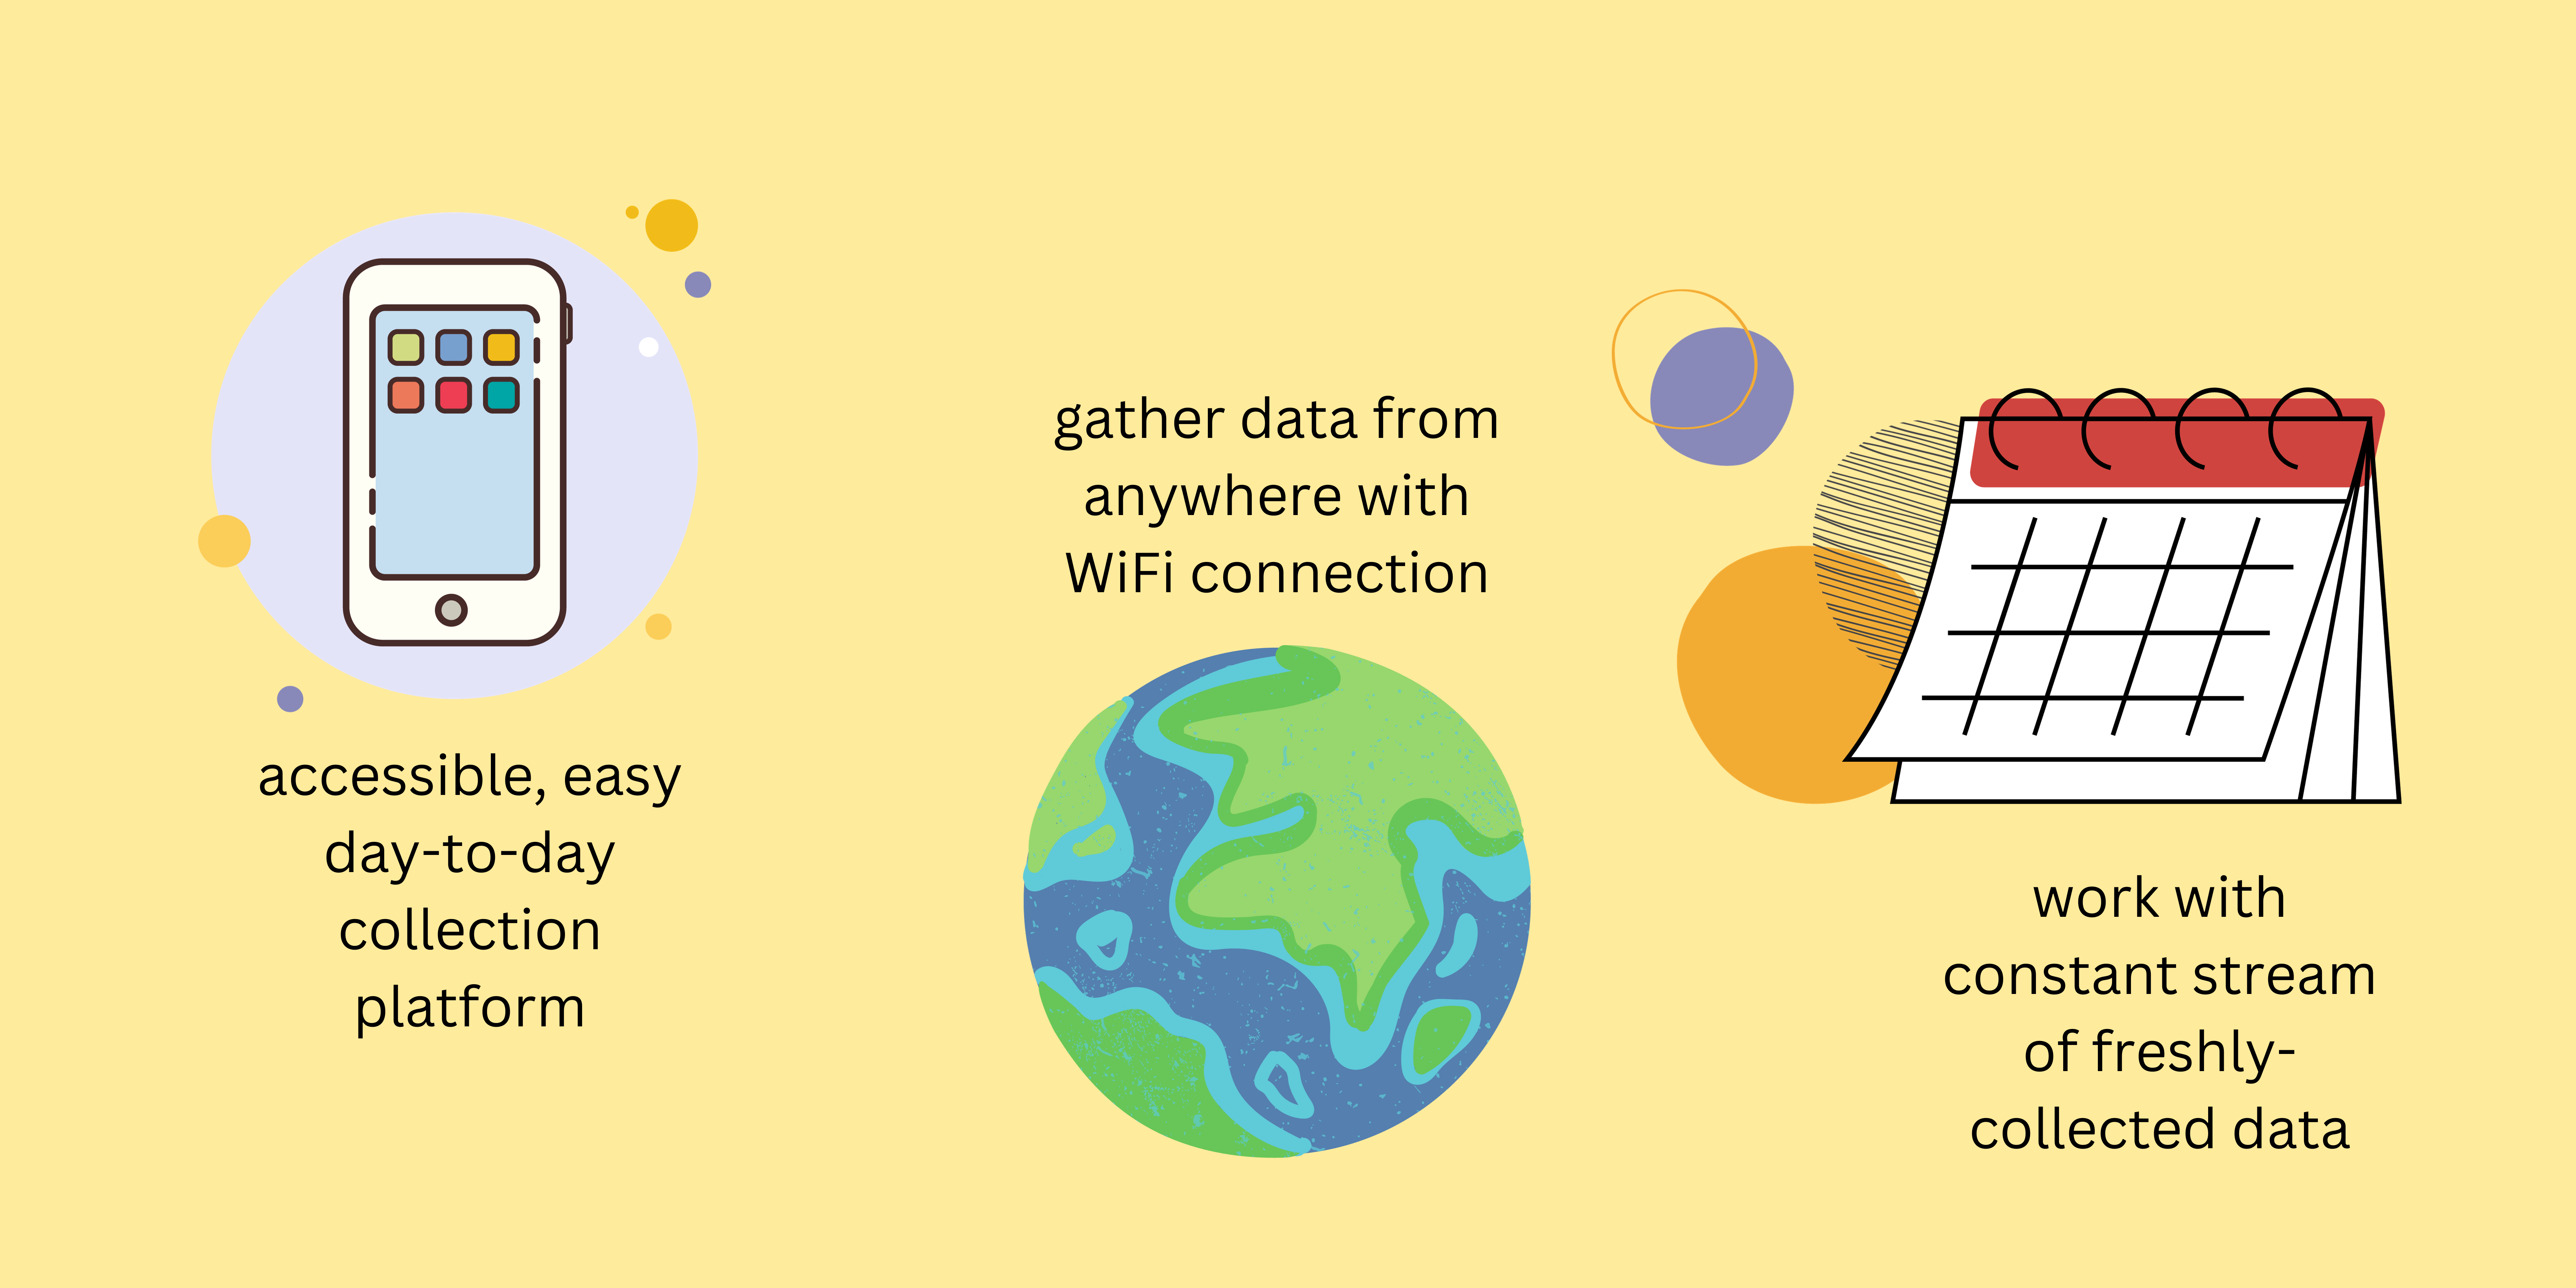 accessible, easy
day-to-day
collection
platform
gather data from
anywhere with
WiFi connection
work with
constant stream
of freshly-
collected data